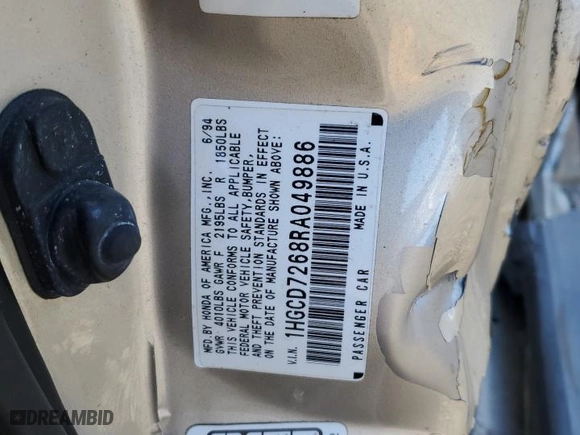 MFD.BY HONDA OF AMERICA MFG.,INC. 6/94
GVWR 4010LBS GAWR F 2195LBS R 1850LBS
THIS VEHICLE CONFORMS TO ALL APPLICABLE
FEDERAL MOTOR VEHICLE SAFETY,BUMPER,
AND THEFT PREVENTION STANDARDS IN EFFECT
ON THE DATE OF MANUFACTURE SHOWN ABOVE:
V.I.N. 1HGCD7268RA049886
PASSENGER CAR MADE IN U.S.A.
DREAMBID